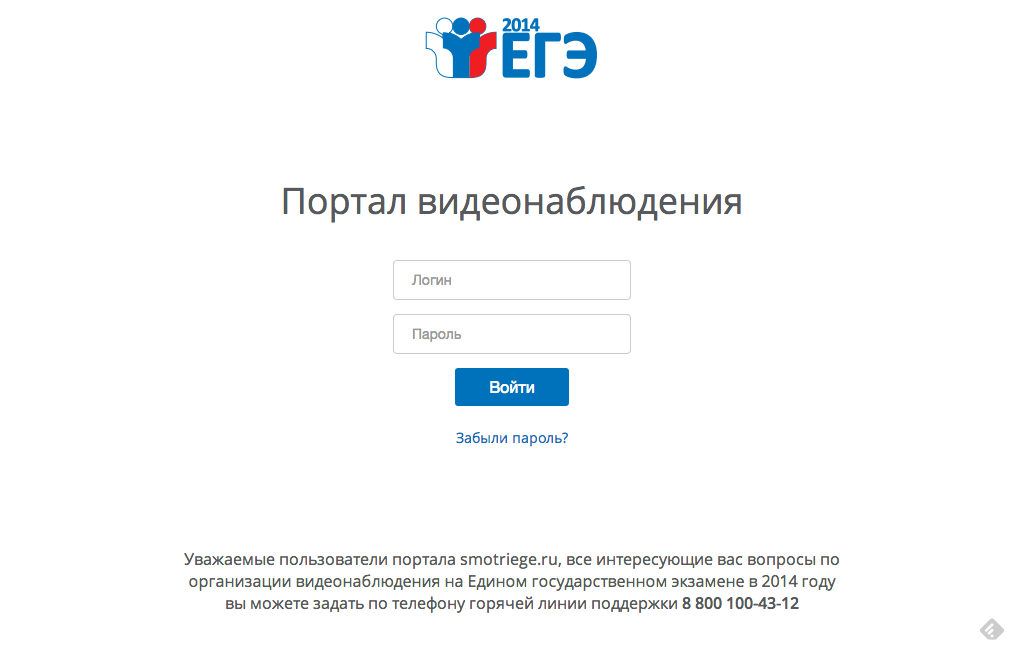 2014
ЕГЭ
Портал видеонаблюдения
Логин
Пароль
Войти
Забыли пароль?
Уважаемые пользователи портала smotriege.ru, все интересующие вас вопросы по
организации видеонаблюдения на Едином государственном экзамене в 2014 году
вы можете задать по телефону горячей линии поддержки 8 800 100-43-12